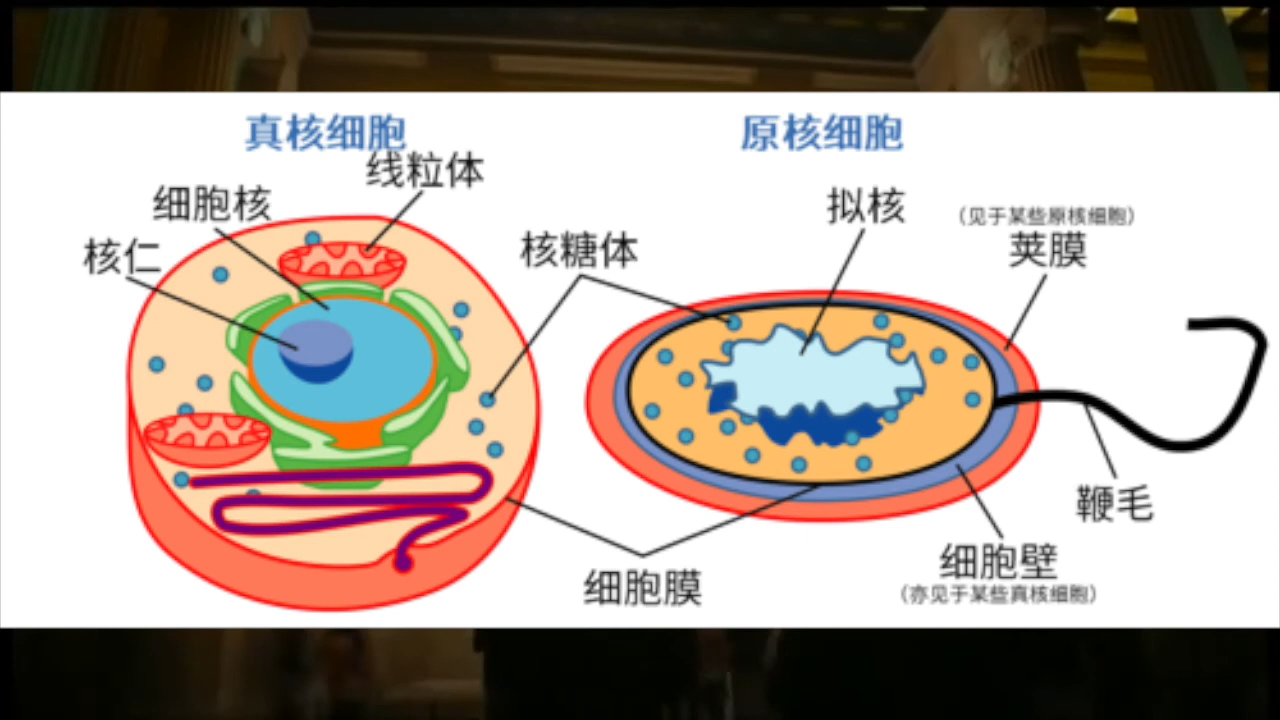 真核细胞
原核细胞
线粒体
细胞核
核仁
核糖体
拟核
（见于某些原核细胞）
荚膜
鞭毛
细胞壁
（亦见于某些真核细胞）
细胞膜